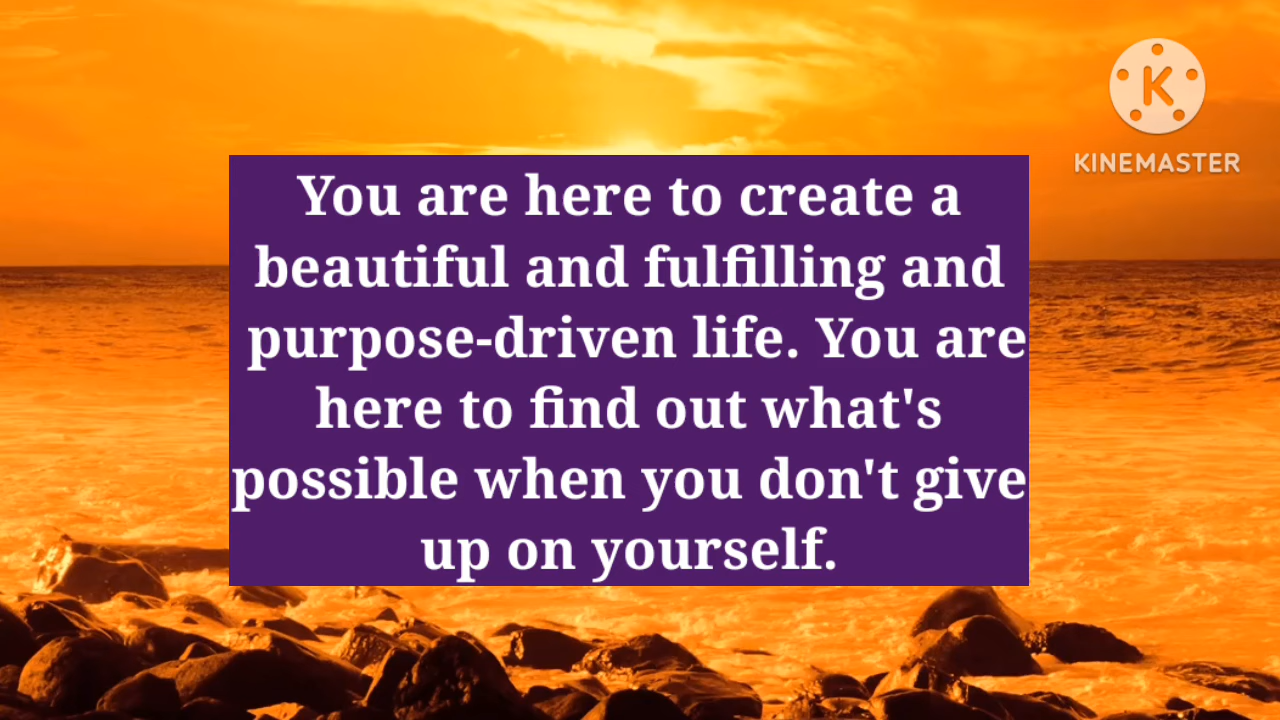 K
KINEMASTER
You are here to create a
beautiful and fulfilling and
purpose-driven life. You are
here to find out what's
possible when you don't give
up on yourself.